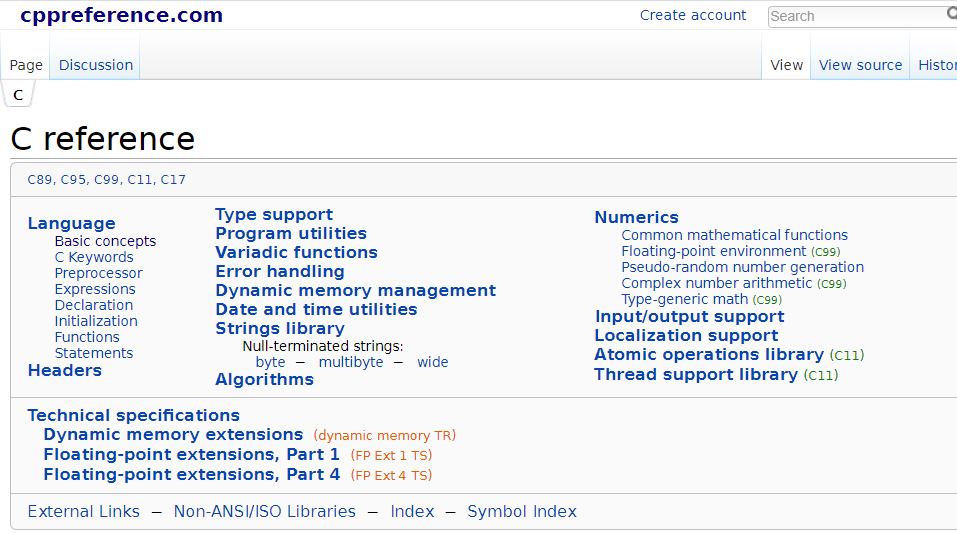 cppreference.com
Create account
Search
Page
Discussion
View
View source
C
C reference
C89, C95, C99, C11, C17
Language
Basic concepts
C Keywords
Preprocessor
Expressions
Declaration
Initialization
Functions
Statements
Headers
Type support
Program utilities
Variadic functions
Error handling
Dynamic memory management
Date and time utilities
Strings library
Null-terminated strings:
byte − multibyte − wide
Algorithms
Numerics
Common mathematical functions
Floating-point environment (C99)
Pseudo-random number generation
Complex number arithmetic (C99)
Type-generic math (C99)
Input/output support
Localization support
Atomic operations library (C11)
Thread support library (C11)
Technical specifications
Dynamic memory extensions (dynamic memory TR)
Floating-point extensions, Part 1 (FP Ext 1 TS)
Floating-point extensions, Part 4 (FP Ext 4 TS)
External Links − Non-ANSI/ISO Libraries − Index − Symbol Index